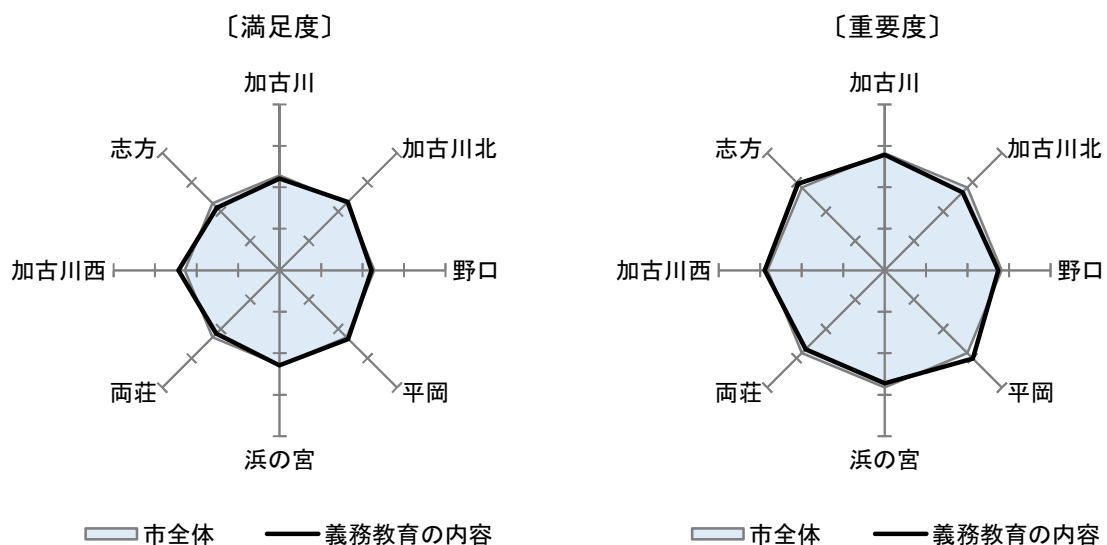 〔満足度〕
加古川
加古川北
野口
平岡
浜の宮
両荘
加古川西
志方
市全体
義務教育の内容
〔重要度〕
加古川
加古川北
野口
平岡
浜の宮
両荘
加古川西
志方
市全体
義務教育の内容